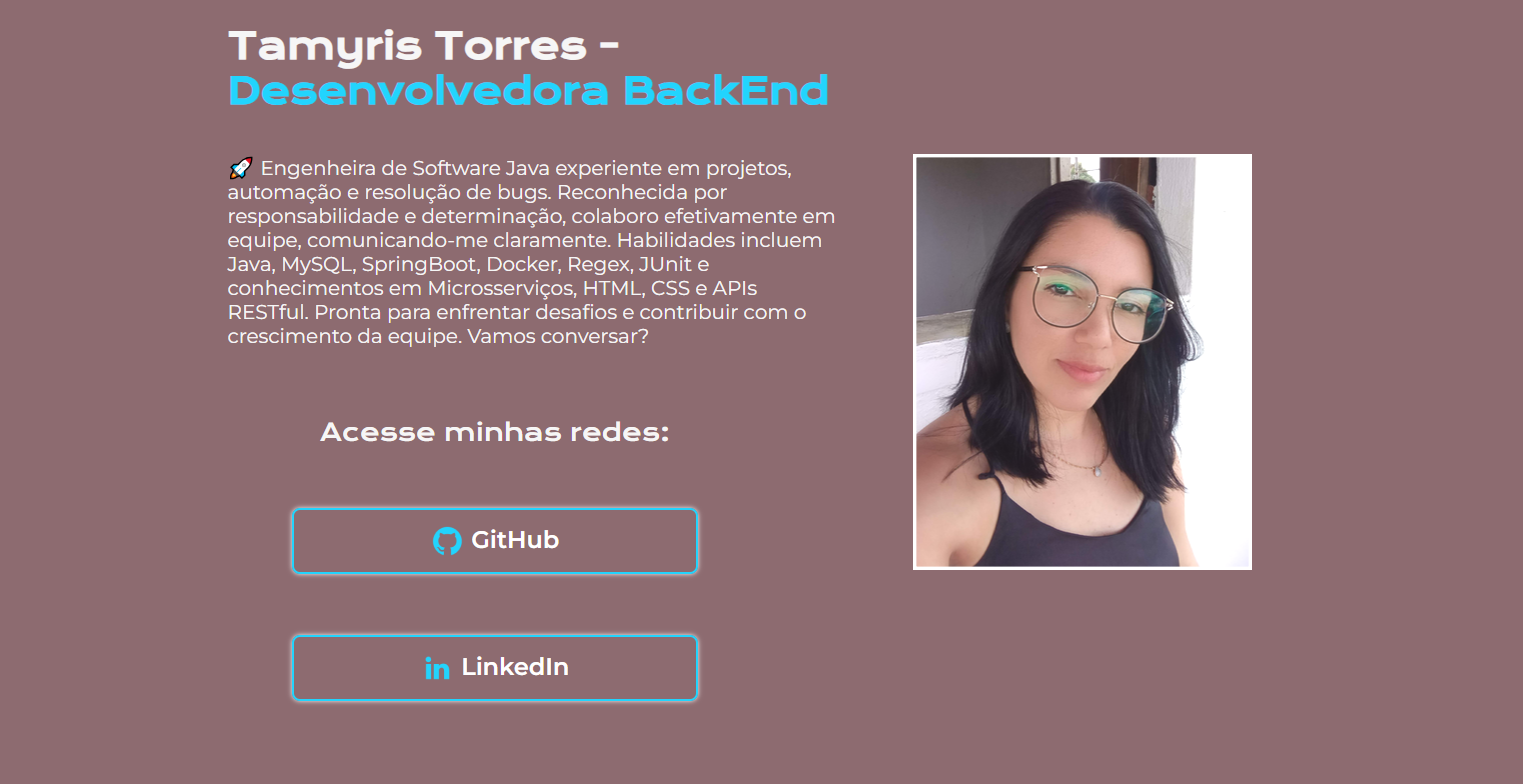 Tamyris Torres -
Desenvolvedora BackEnd
🚀 Engenheira de Software Java experiente em projetos,
automação e resolução de bugs. Reconhecida por
responsabilidade e determinação, colaboro efetivamente em
equipe, comunicando-me claramente. Habilidades incluem
Java, MySQL, SpringBoot, Docker, Regex, JUnit e
conhecimentos em Microsserviços, HTML, CSS e APIs
RESTful. Pronta para enfrentar desafios e contribuir com o
crescimento da equipe. Vamos conversar?
Acesse minhas redes:
GitHub
in LinkedIn